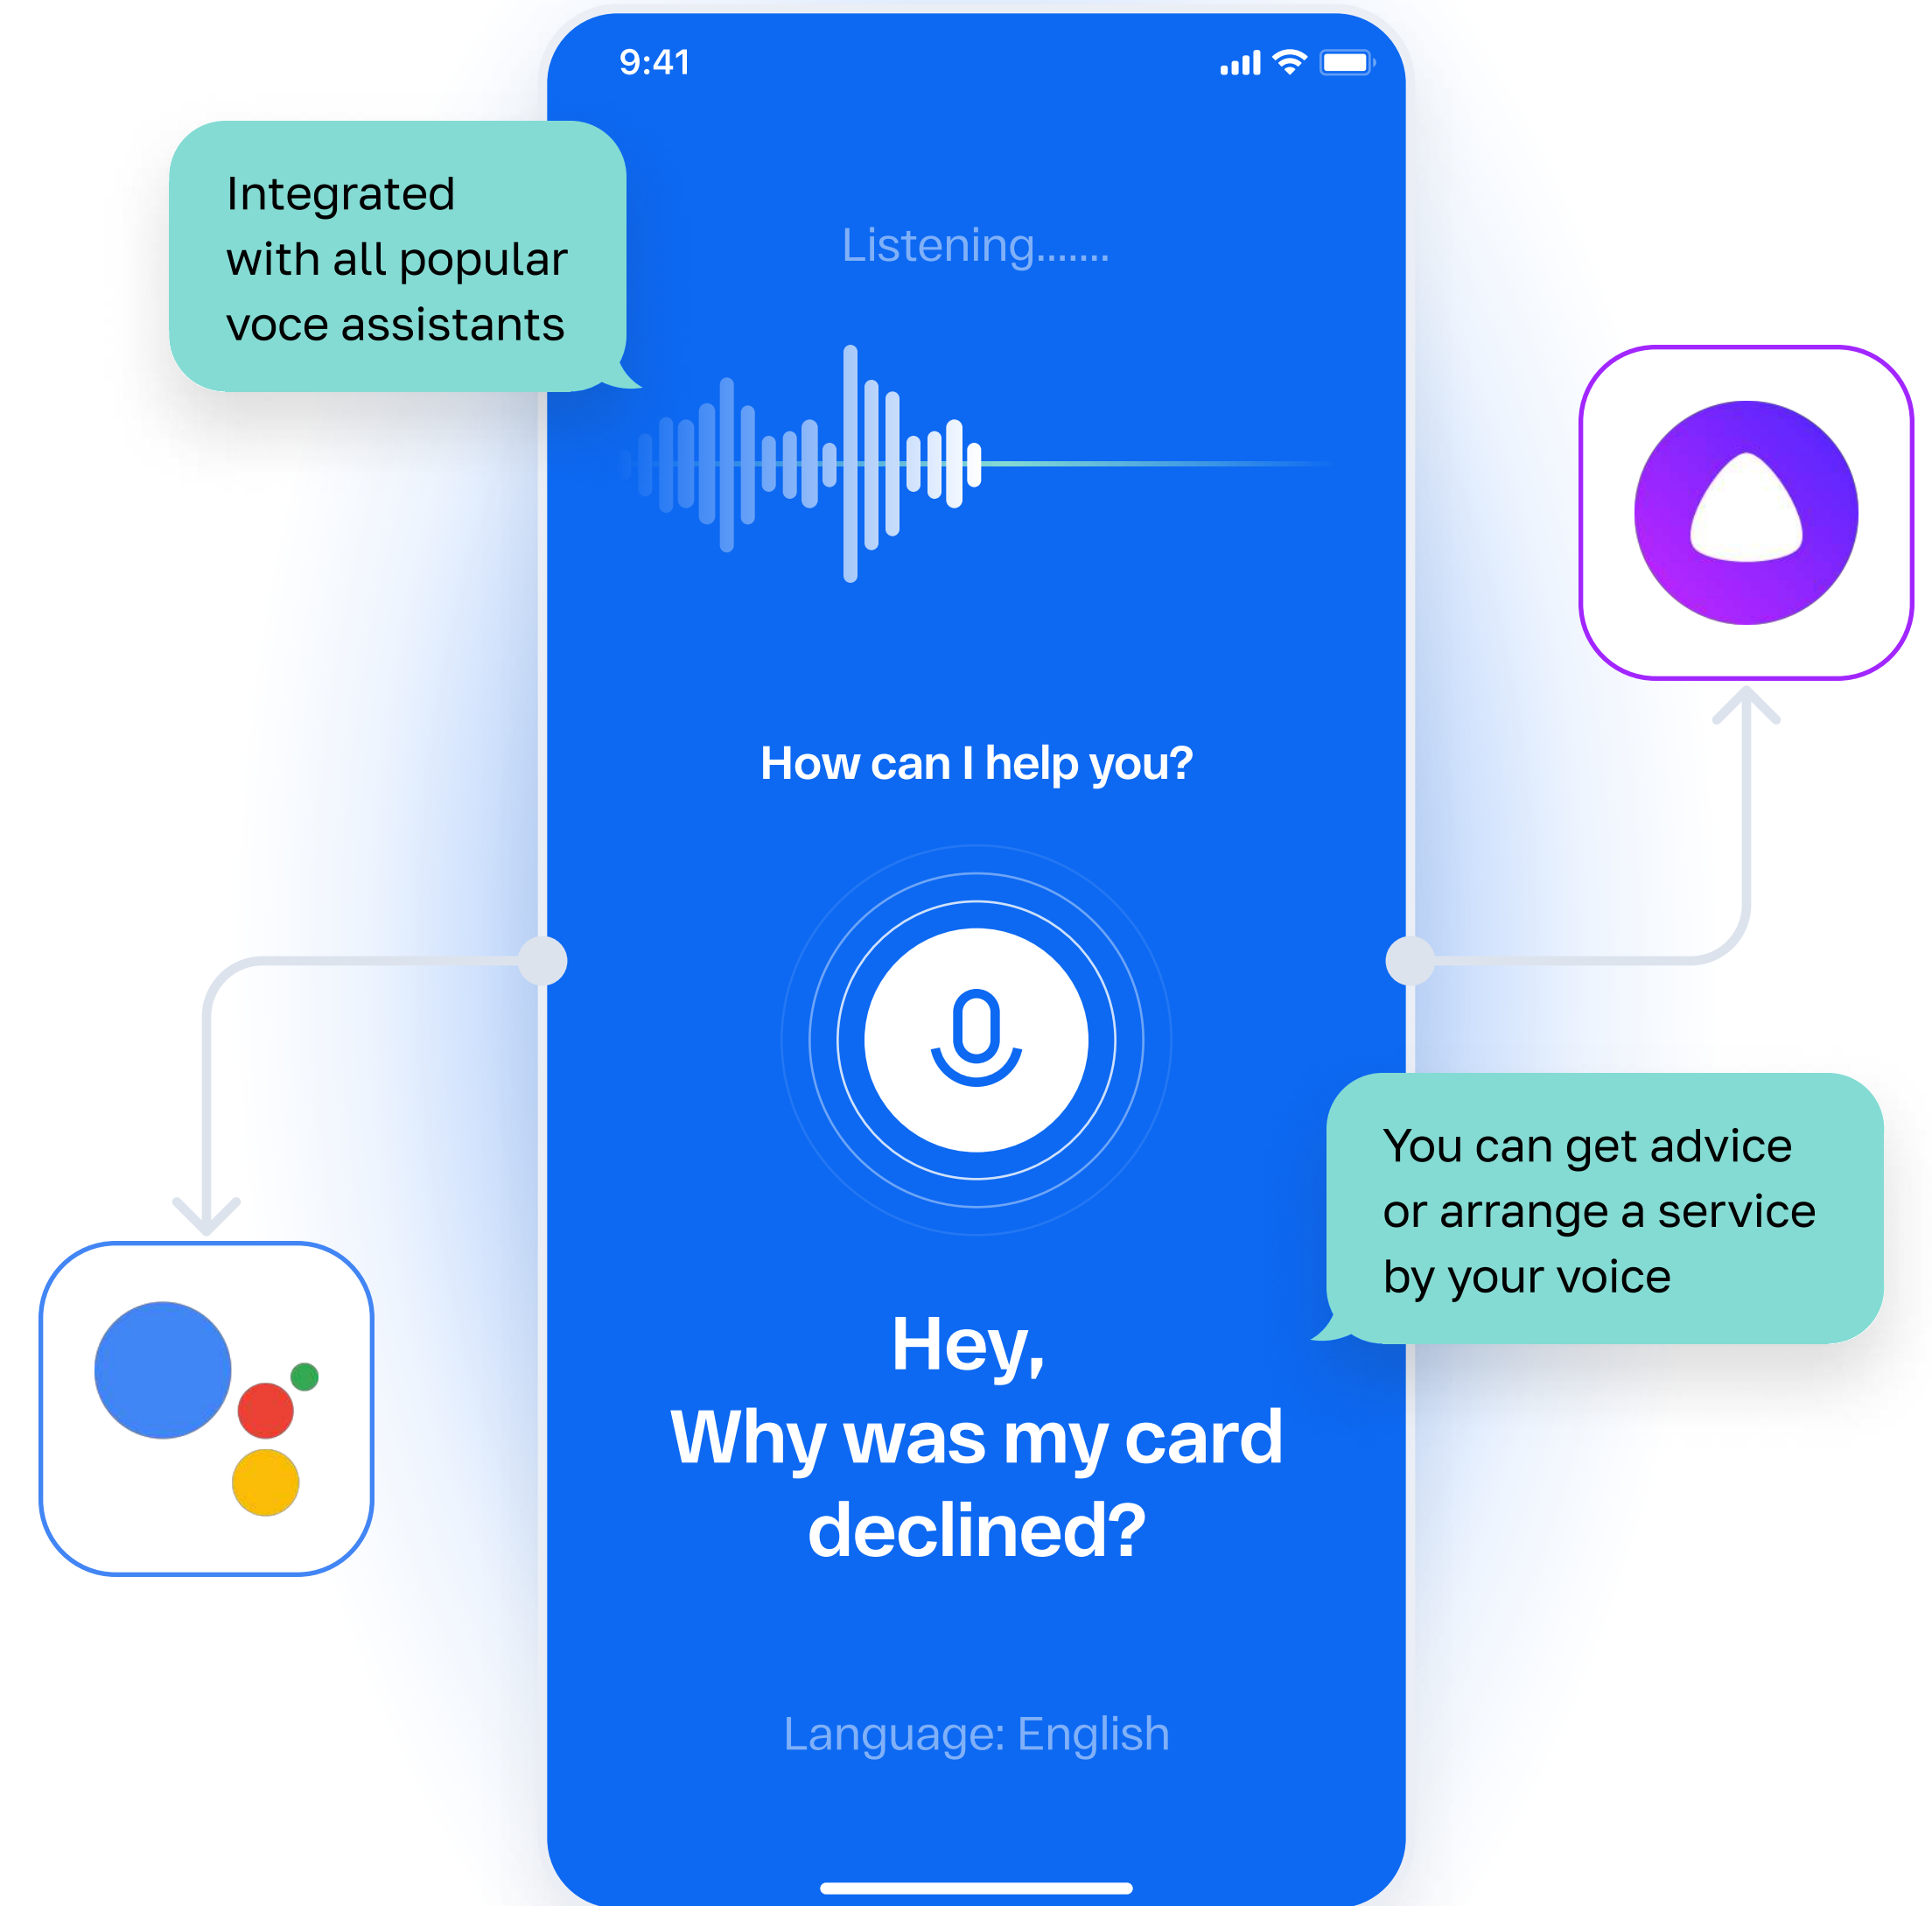 9:41
Integrated
with all popular
voce assistants
Listening.......
How can I help you?
You can get advice
or arrange a service
by your voice
Hey,
Why was my card
declined?
Language: English